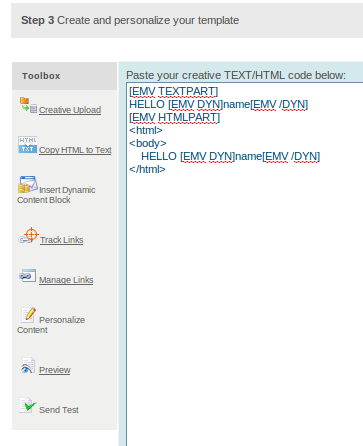 Step 3 Create and personalize your template
Toolbox
Creative Upload
HTML
TXT
Copy HTML to Text
Insert Dynamic
Content Block
Track Links
Manage Links
Personalize
Content
Preview
Send Test
Paste your creative TEXT/HTML code below:
[EMV TEXTPART]
HELLO [EMV DYN]name[EMV /DYN]
[EMV HTMLPART]
<html>
<body>
HELLO [EMV DYN]name[EMV /DYN]
</html>